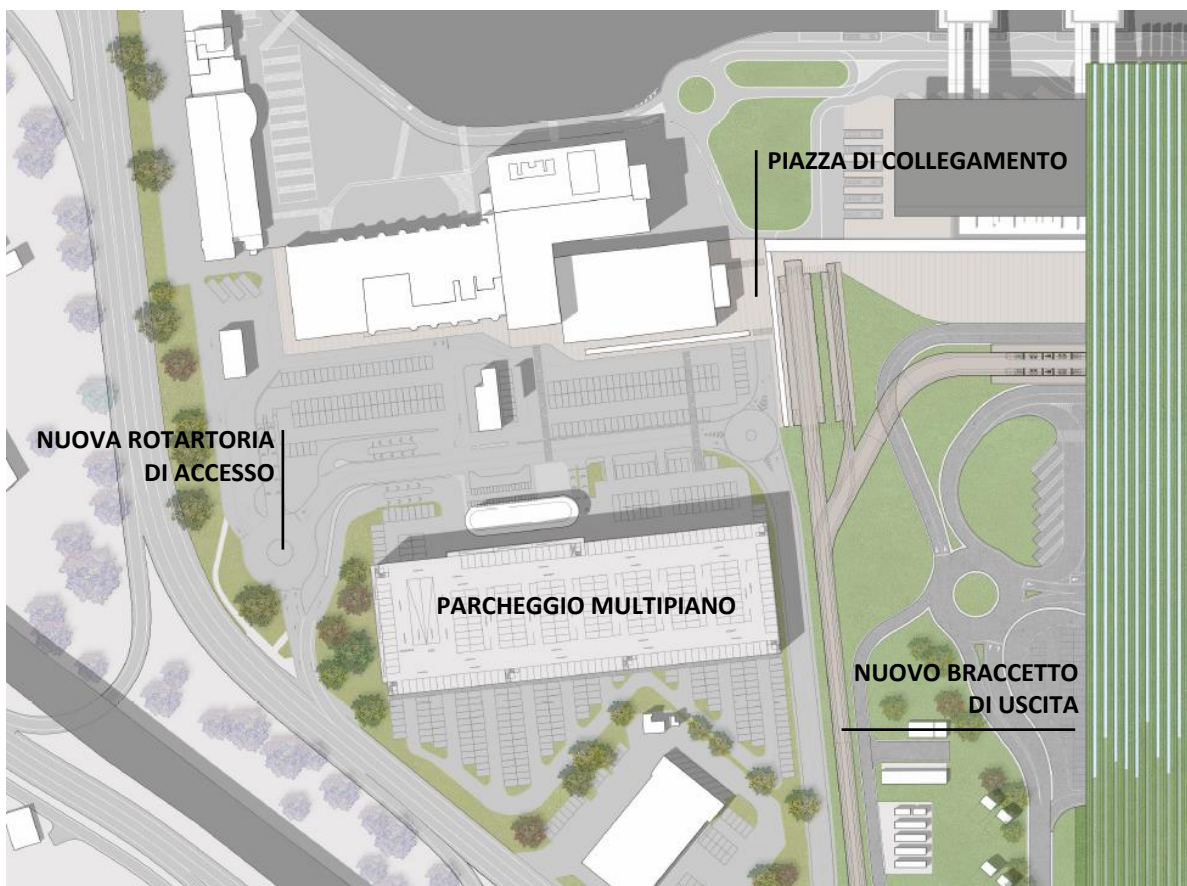 PIAZZA DI COLLEGAMENTO
NUOVA ROTARTORIA
DI ACCESSO
PARCHEGGIO MULTIPIANO
NUOVO BRACCETTO
DI USCITA